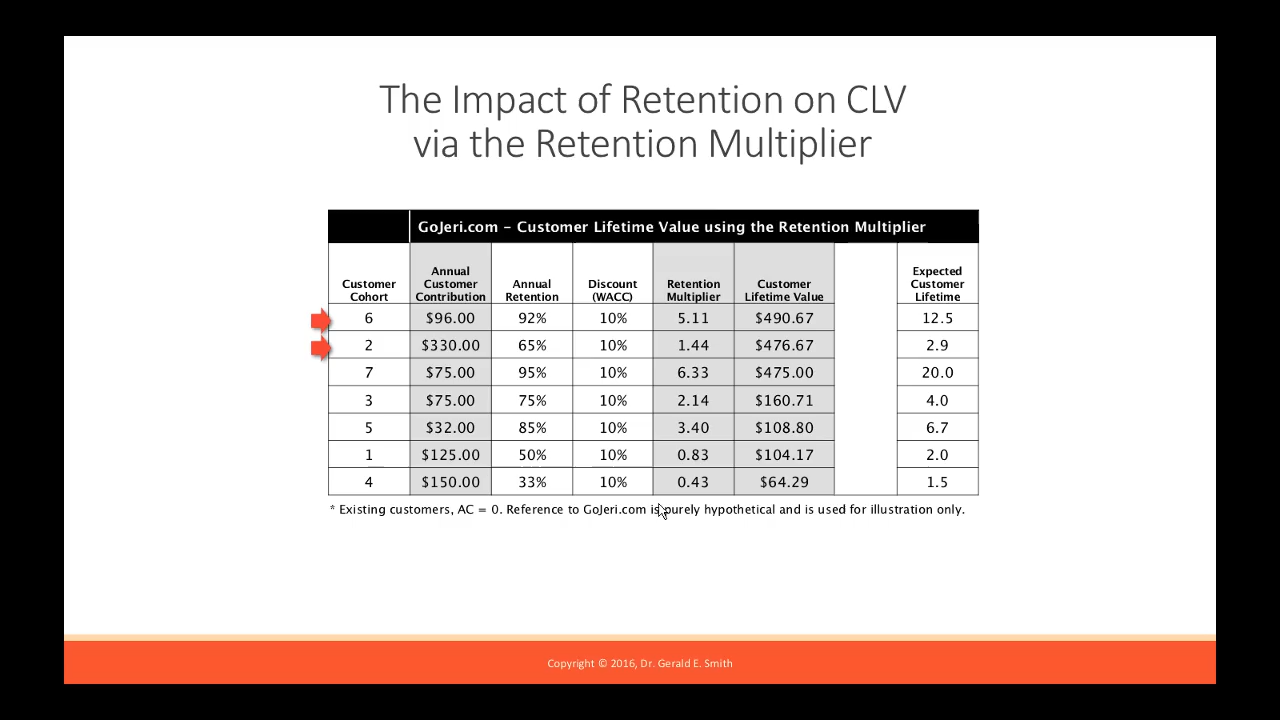 The Impact of Retention on CLV
via the Retention Multiplier
GoJeri.com – Customer Lifetime Value using the Retention Multiplier
Customer Cohort Annual Customer Contribution Annual Retention Discount (WACC) Retention Multiplier Customer Lifetime Value Expected Customer Lifetime
6 $96.00 92% 10% 5.11 $490.67 12.5
2 $330.00 65% 10% 1.44 $476.67 2.9
7 $75.00 95% 10% 6.33 $475.00 20.0
3 $75.00 75% 10% 2.14 $160.71 4.0
5 $32.00 85% 10% 3.40 $108.80 6.7
1 $125.00 50% 10% 0.83 $104.17 2.0
4 $150.00 33% 10% 0.43 $64.29 1.5
* Existing customers, AC = 0. Reference to GoJeri.com is purely hypothetical and is used for illustration only.
Copyright © 2016, Dr. Gerald E. Smith